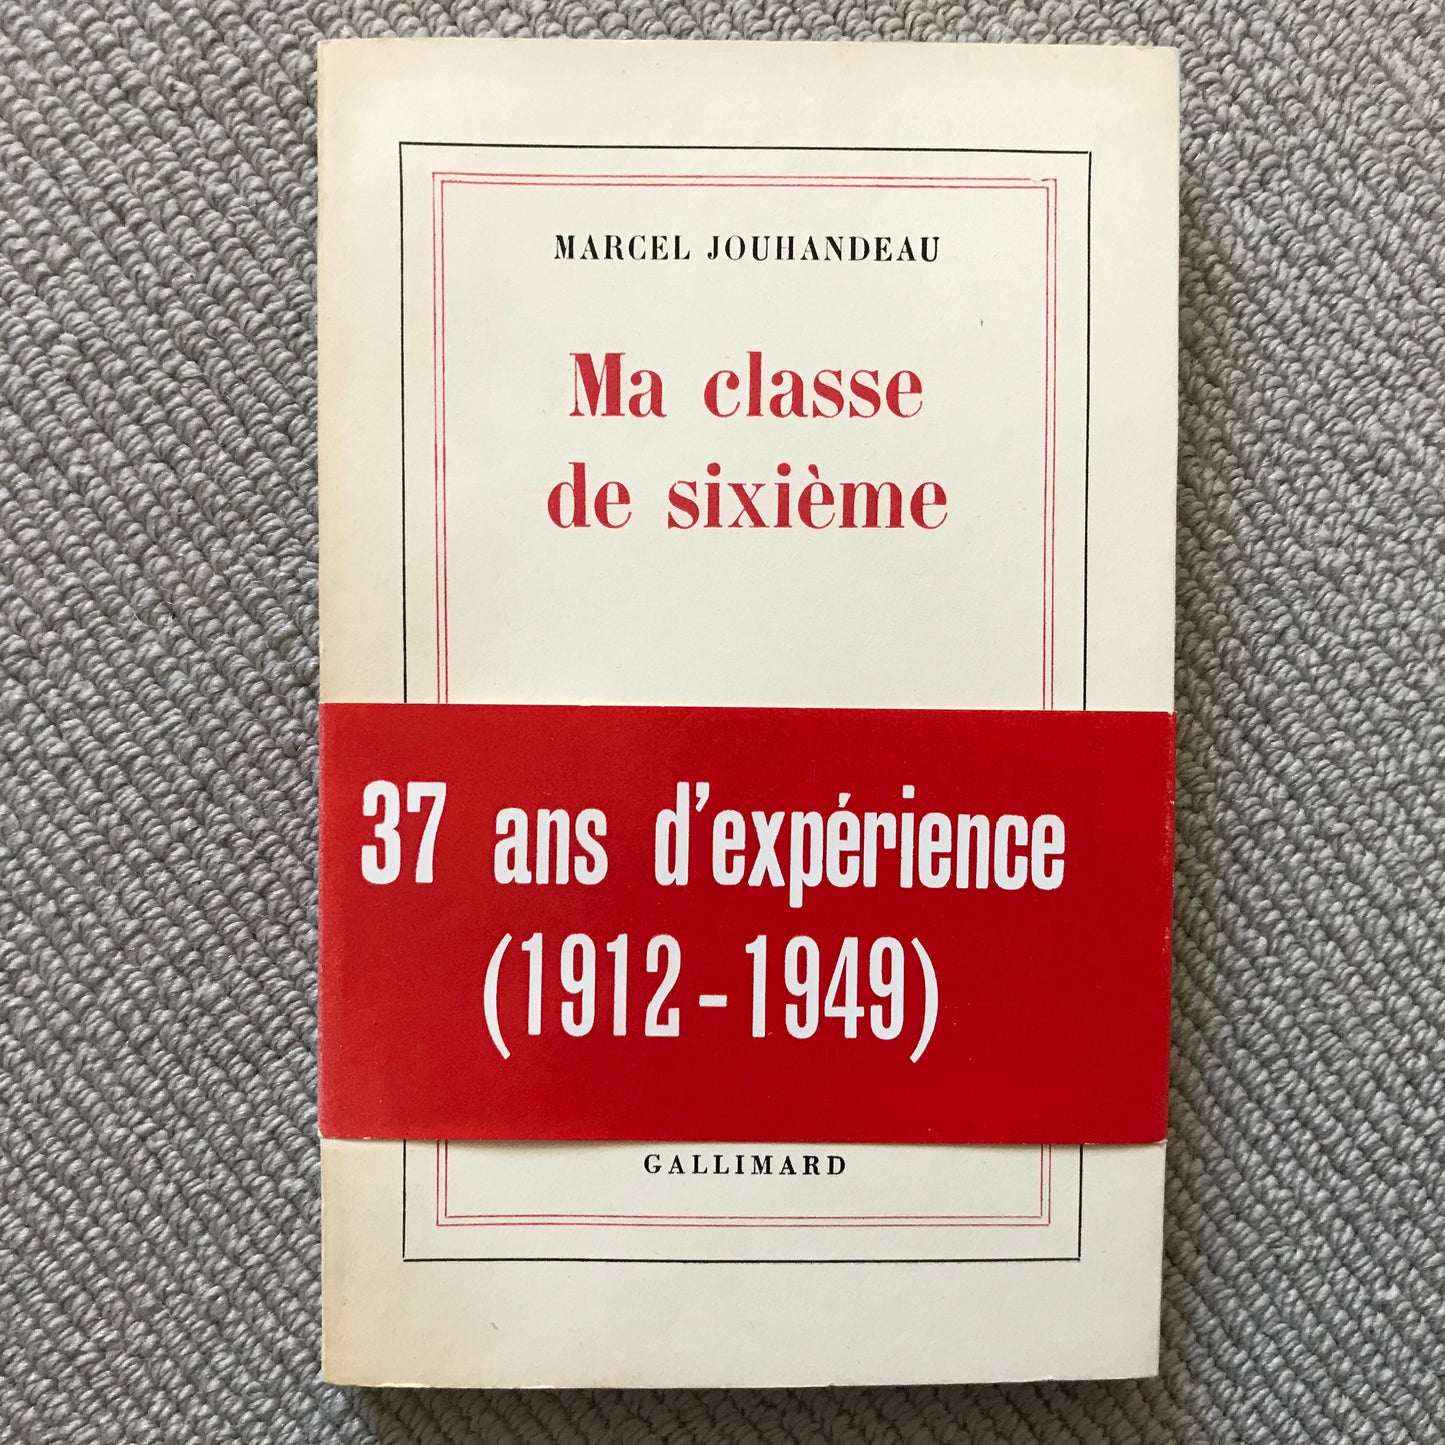 MARCEL JOUHANDEAU
Ma classe
de sixième
37 ans d'expérience
(1912-1949)
GALLIMARD